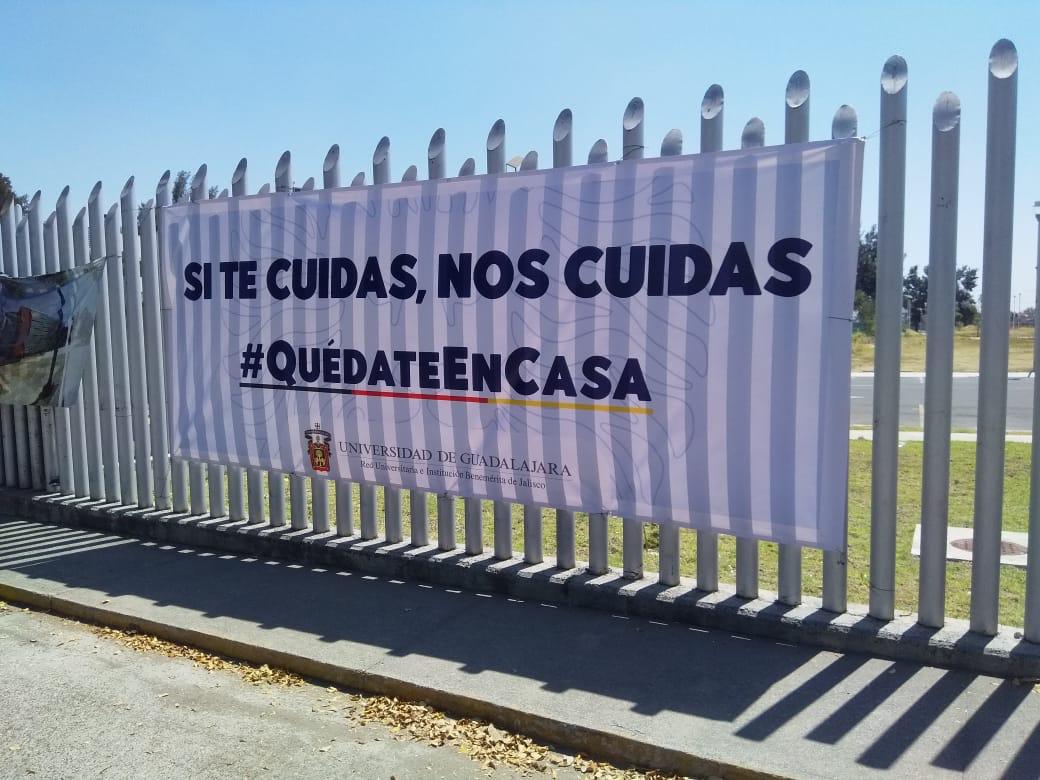 SI TE CUIDAS, NOS CUIDAS
#QUÉDATEENCASA
UNIVERSIDAD DE GUADALAJARA
Red Universitaria e Institución Benemérita de Jalisco